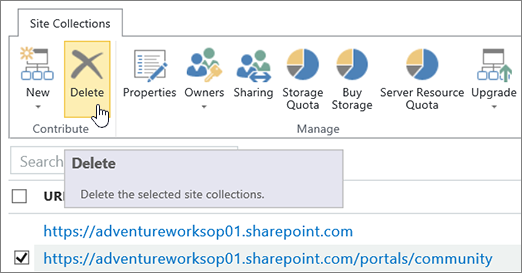 Site Collections
New
Delete
Properties
Owners
Sharing
Storage
Quota
Buy
Storage
Server Resource
Quota
Upgrade
Contribute
Manage
Search
Delete
Delete the selected site collections.
https://adventureworksop01.sharepoint.com
https://adventureworksop01.sharepoint.com/portals/community